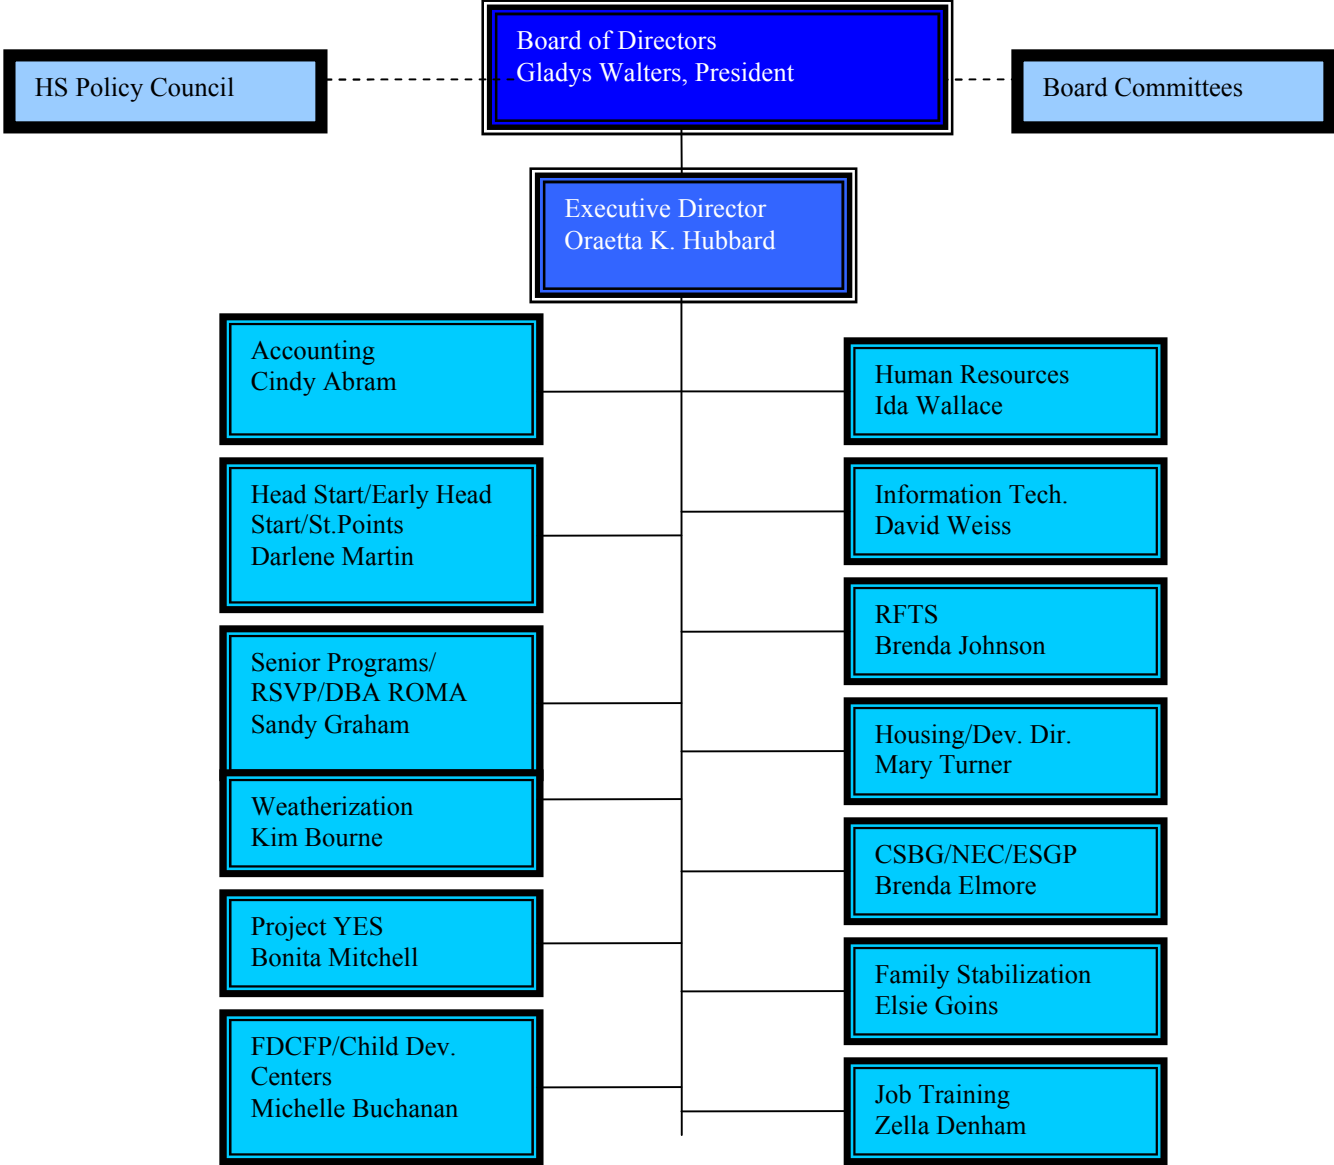 Board of Directors
Gladys Walters, President
HS Policy Council
Board Committees
Executive Director
Oraetta K. Hubbard
Accounting
Cindy Abram
Human Resources
Ida Wallace
Head Start/Early Head
Start/St.Points
Darlene Martin
Information Tech.
David Weiss
RFTS
Brenda Johnson
Senior Programs/
RSVP/DBA ROMA
Sandy Graham
Housing/Dev. Dir.
Mary Turner
Weatherization
Kim Bourne
CSBG/NEC/ESGP
Brenda Elmore
Project YES
Bonita Mitchell
Family Stabilization
Elsie Goins
FDCFP/Child Dev.
Centers
Michelle Buchanan
Job Training
Zella Denham